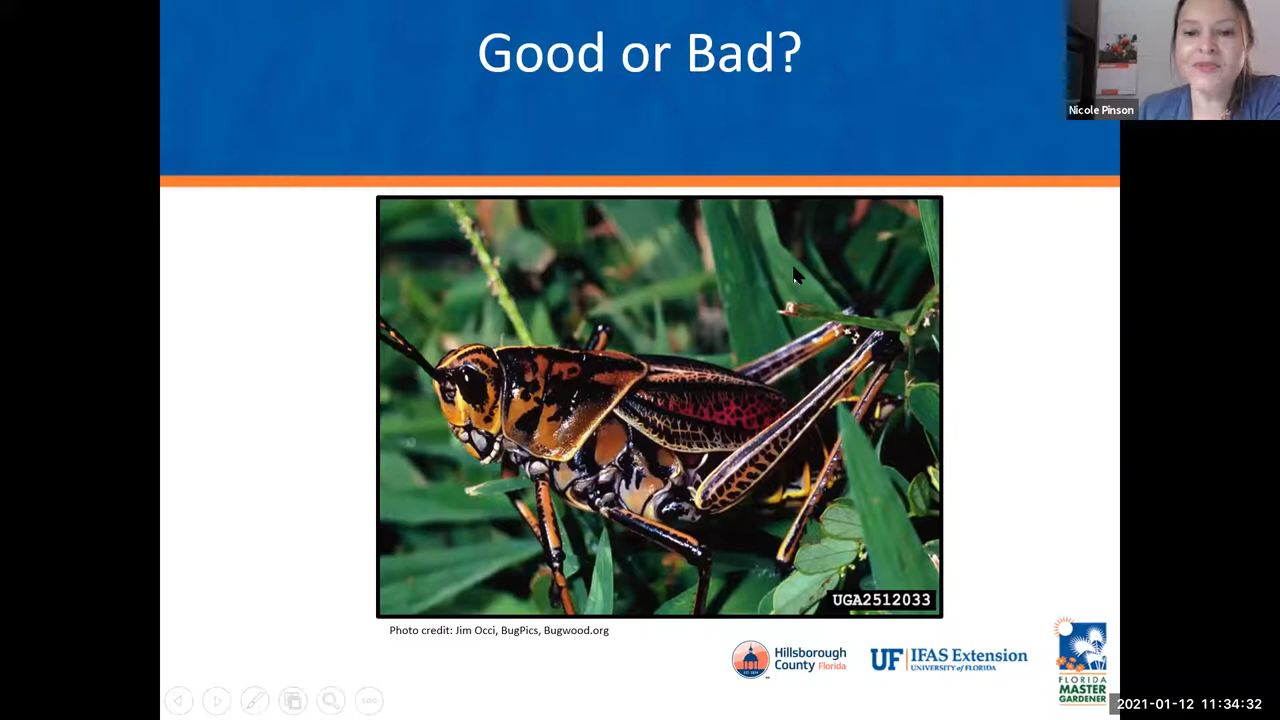 Good or Bad?
Nicole Pinson
UGA2512033
Photo credit: Jim Occi, BugPics, Bugwood.org
Hillsborough
County Florida
UF IFAS Extension
UNIVERSITY of FLORIDA
FLORIDA
MASTER
GARDENER
2021-01-12 11:34:32